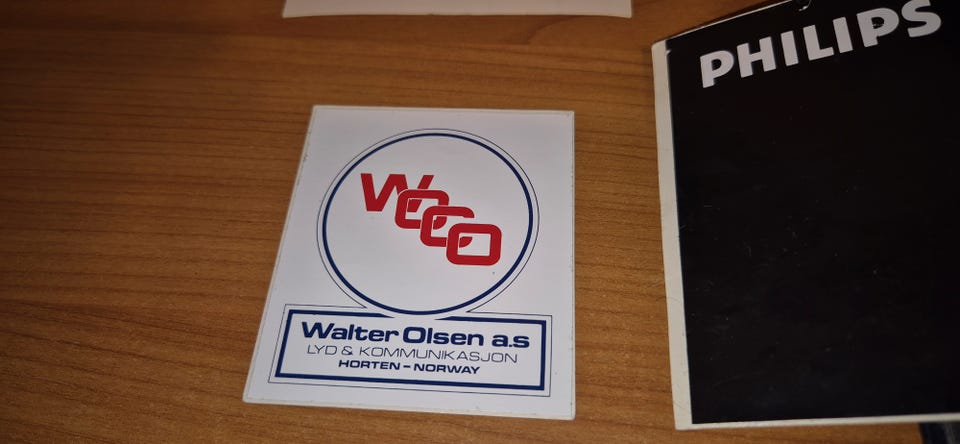 PHILIPS
WOCO
Walter Olsen a.s
LYD & KOMMUNIKASJON
HORTEN – NORWAY